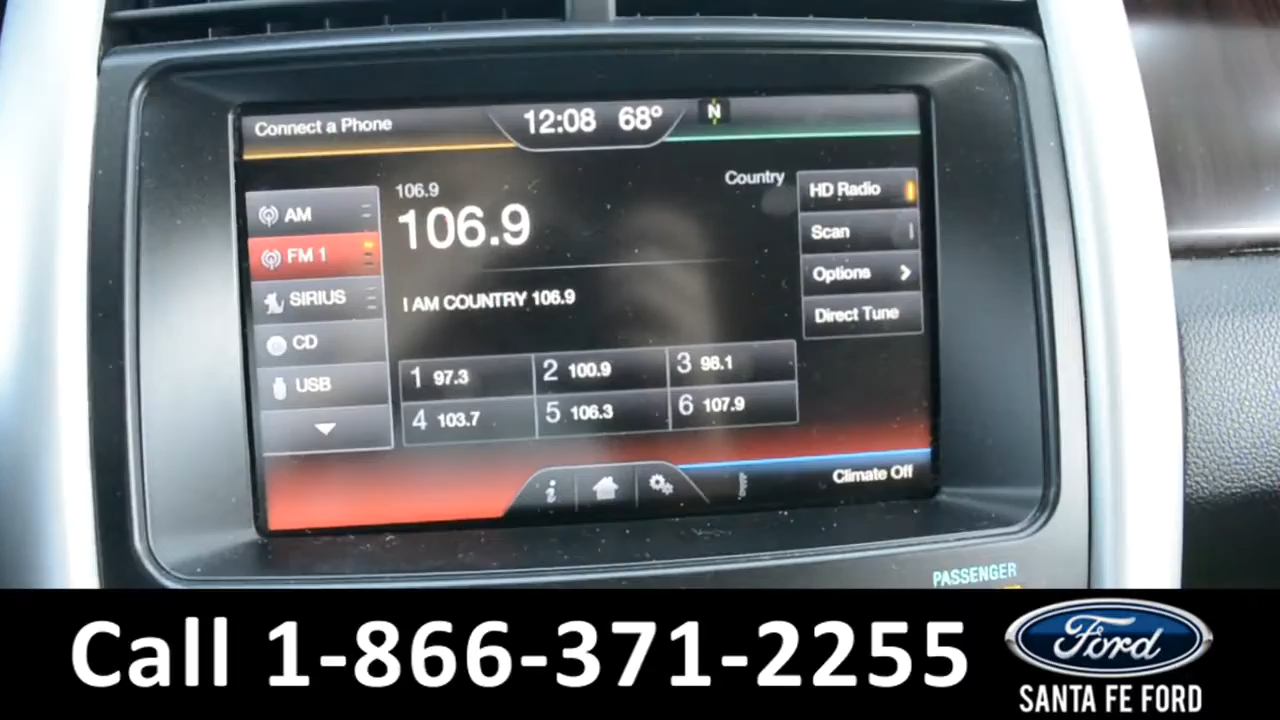 Connect a Phone 12:08 68° N
106.9 Country
106.9
I AM COUNTRY 106.9
AM
FM 1
SIRIUS
CD
USB
HD Radio
Scan
Options
Direct Tune
1 97.3 2 100.9 3 98.1
4 103.7 5 106.3 6 107.9
i
Climate Off
PASSENGER
Call 1-866-371-2255
Ford
SANTA FE FORD